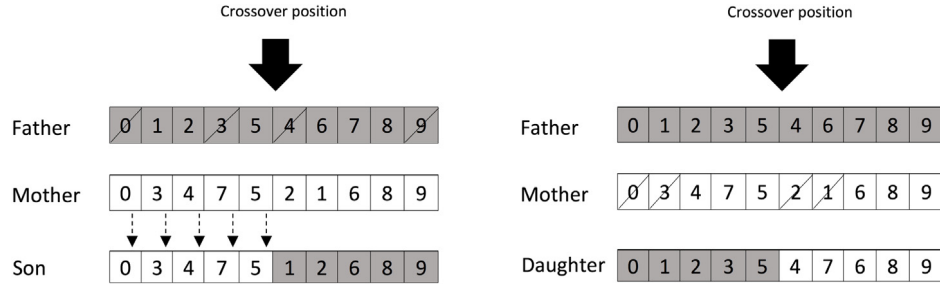 Crossover position
Father 0 1 2 3 5 4 6 7 8 9
Mother 0 3 4 7 5 2 1 6 8 9
Son 0 3 4 7 5 1 2 6 8 9
Crossover position
Father 0 1 2 3 5 4 6 7 8 9
Mother 0 3 4 7 5 2 1 6 8 9
Daughter 0 1 2 3 5 4 7 6 8 9